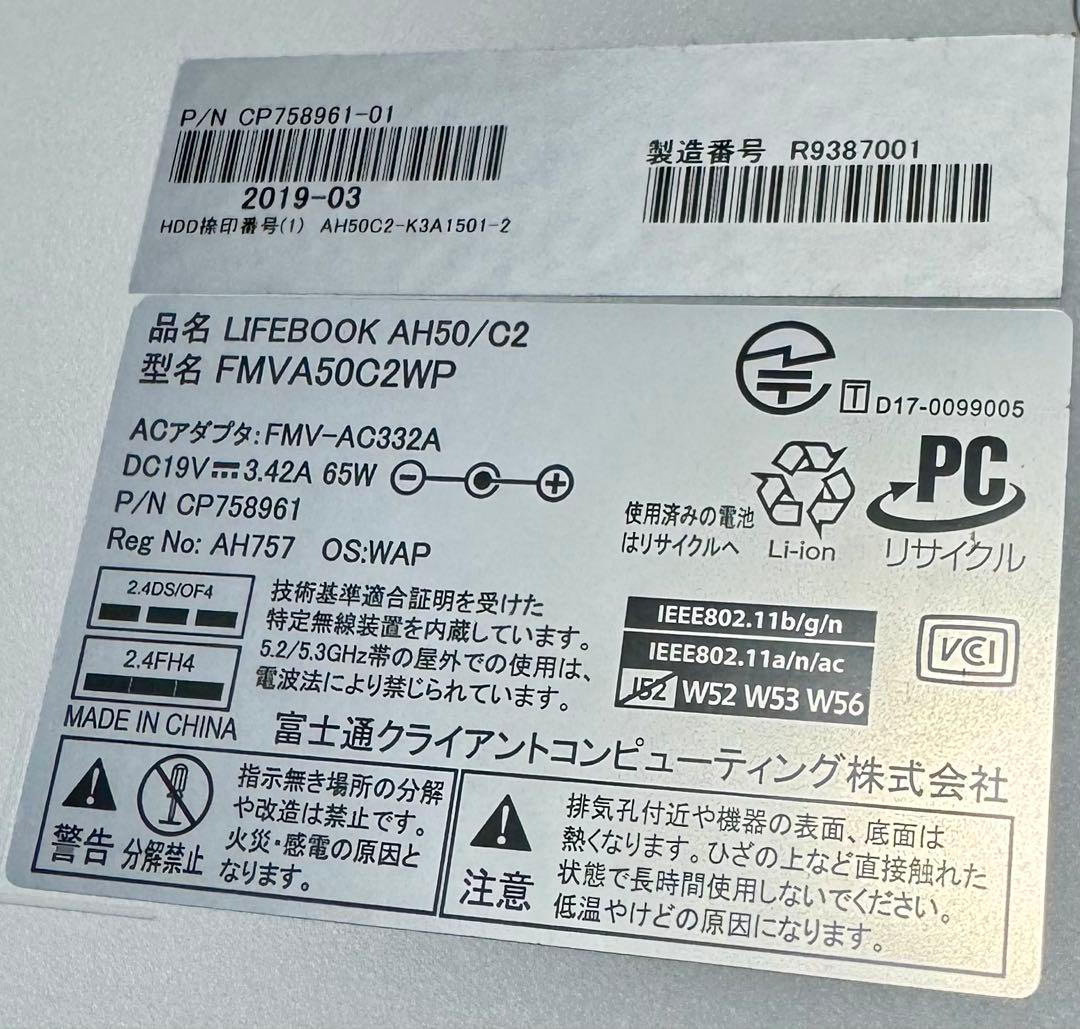 P/N CP758961-01
2019-03
HDD捺印番号(1) AH50C2-K3A1501-2
製造番号 R9387001
品名 LIFEBOOK AH50/C2
型名 FMVA50C2WP
T D17-0099005
ACアダプタ:FMV-AC332A
DC19V 3.42A 65W
P/N CP758961
Reg No: AH757 OS:WAP
使用済みの電池
はリサイクルへ
Li-ion
PC
リサイクル
2.4DS/OF4
2.4FH4
技術基準適合証明を受けた
特定無線装置を内蔵しています。
5.2/5.3GHz帯の屋外での使用は、
電波法により禁じられています。
IEEE802.11b/g/n
IEEE802.11a/n/ac
J52 W52 W53 W56
VCCI
MADE IN CHINA
富士通クライアントコンピューティング株式会社
警告
分解禁止
指示無き場所の分解
や改造は禁止です。
火災・感電の原因と
なります。
注意
排気孔付近や機器の表面、底面は
熱くなります。ひざの上など直接触れた
状態で長時間使用しないでください。
低温やけどの原因になります。